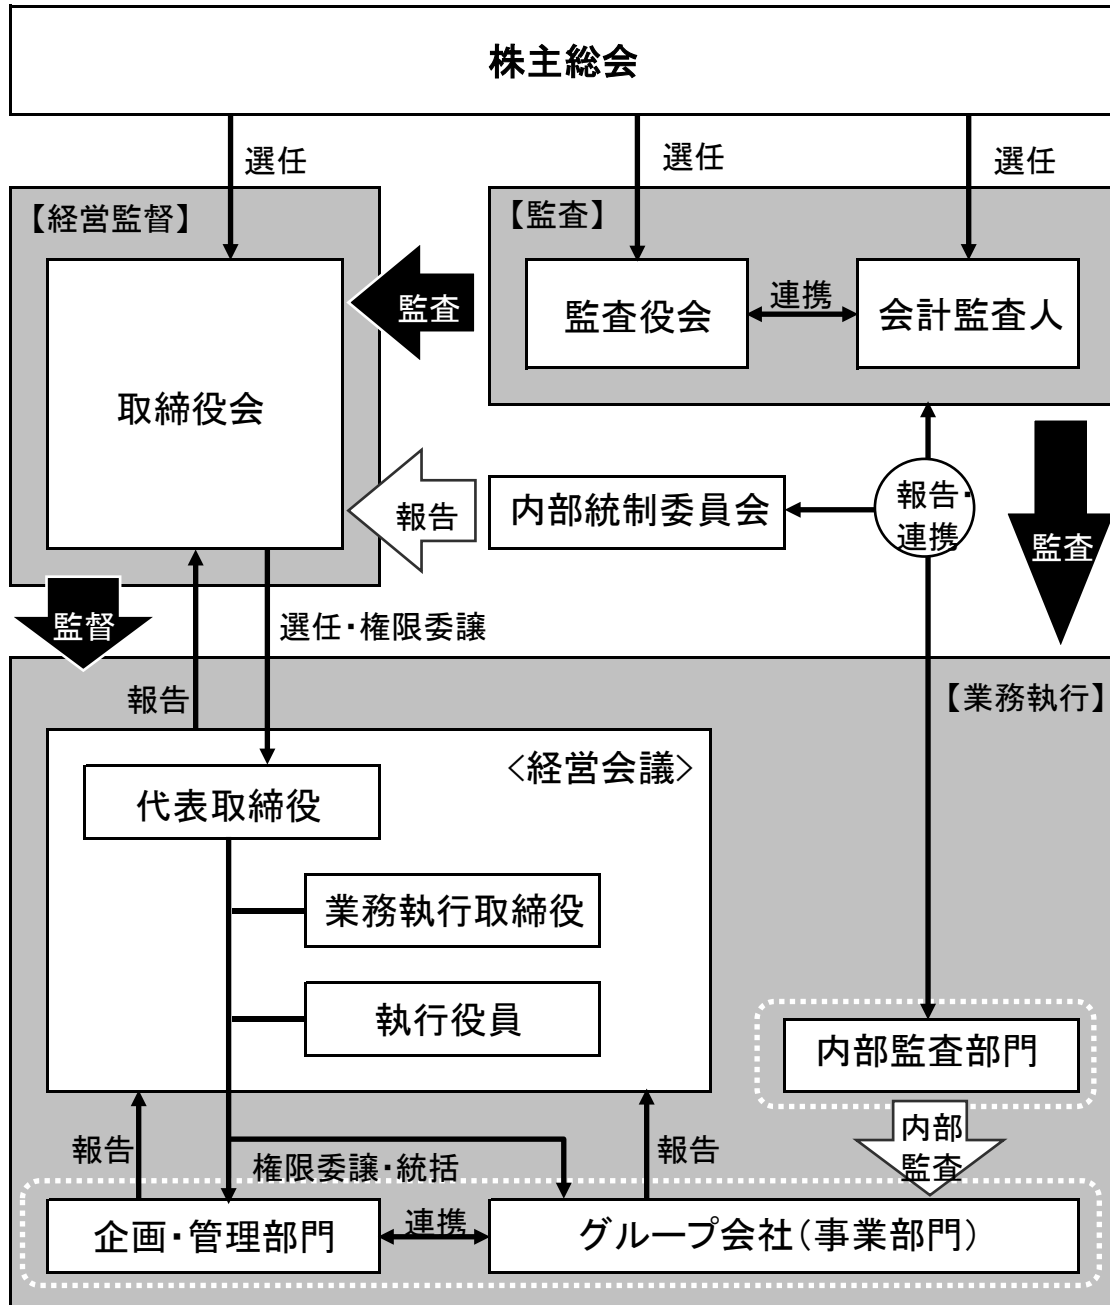 株主総会
選任
選任
選任
【経営監督】
【監査】
取締役会
監査
監査役会
連携
会計監査人
報告
内部統制委員会
報告・
連携
監査
監督
選任・権限委譲
報告
【業務執行】
<経営会議>
代表取締役
業務執行取締役
執行役員
内部監査部門
報告
権限委譲・統括
報告
内部
監査
企画・管理部門
連携
グループ会社(事業部門)